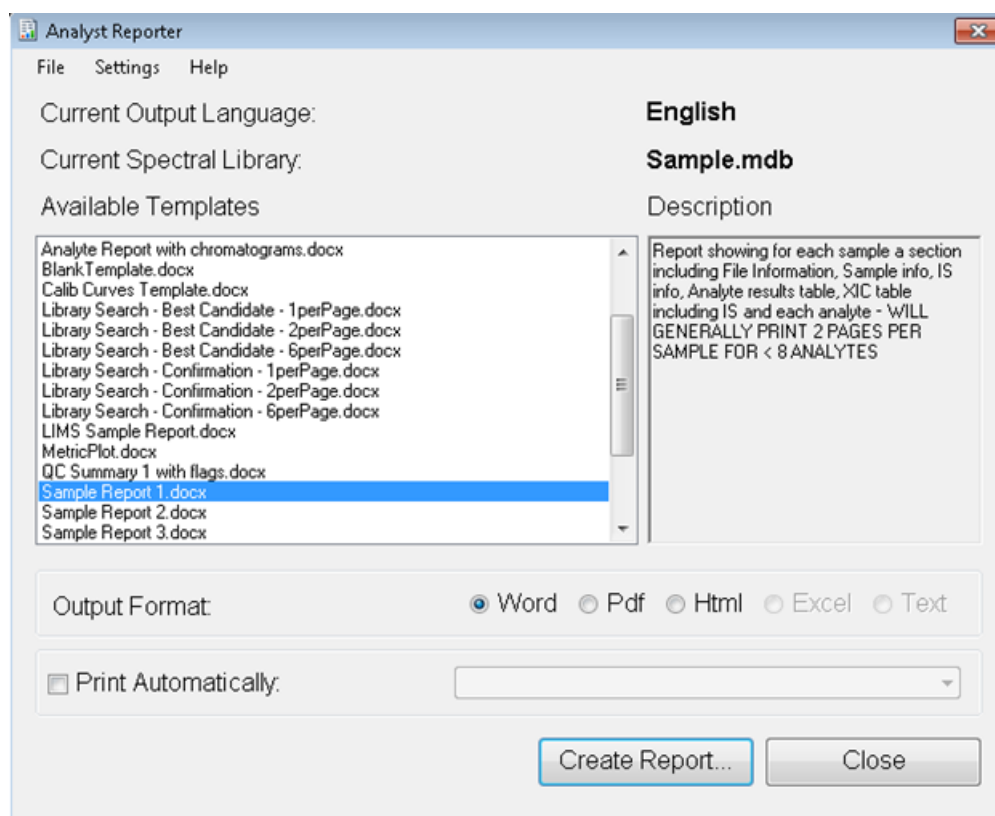 Analyst Reporter
File Settings Help
Current Output Language: English
Current Spectral Library: Sample.mdb
Available Templates
Analyte Report with chromatograms.docx
BlankTemplate.docx
Calib Curves Template.docx
Library Search - Best Candidate - 1perPage.docx
Library Search - Best Candidate - 2perPage.docx
Library Search - Best Candidate - 6perPage.docx
Library Search - Confirmation - 1perPage.docx
Library Search - Confirmation - 2perPage.docx
Library Search - Confirmation - 6perPage.docx
LIMS Sample Report.docx
MetricPlot.docx
QC Summary 1 with flags.docx
Sample Report 1.docx
Sample Report 2.docx
Sample Report 3.docx
Description
Report showing for each sample a section
including File Information, Sample info, IS
info, Analyte results table, XIC table
including IS and each analyte - WILL
GENERALLY PRINT 2 PAGES PER
SAMPLE FOR < 8 ANALYTES
Output Format: Word Pdf Html Excel Text
Print Automatically:
Create Report... Close